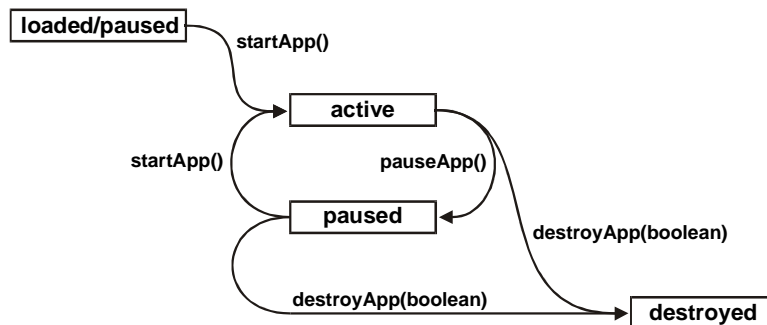 loaded/paused
startApp()
active
startApp()
pauseApp()
paused
destroyApp(boolean)
destroyApp(boolean)
destroyed